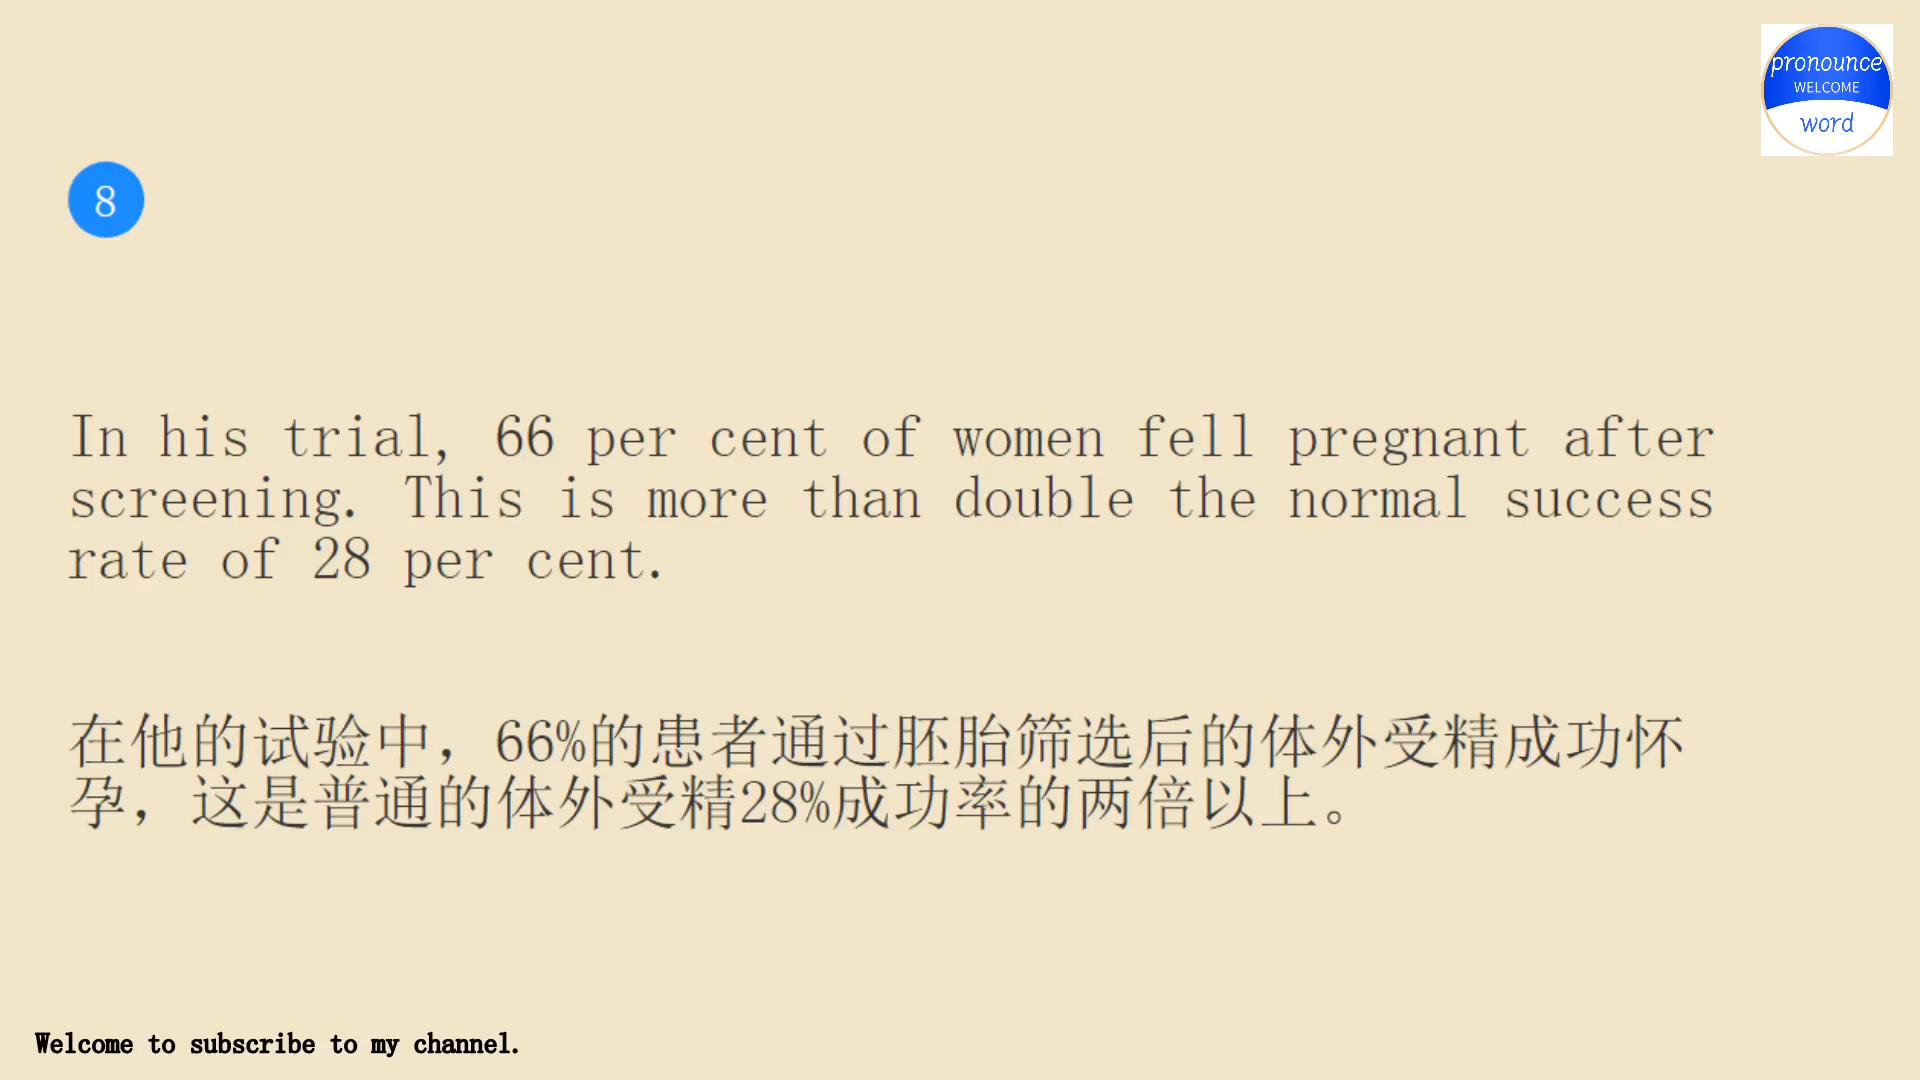 pronounce
WELCOME
word
8
In his trial, 66 per cent of women fell pregnant after
screening. This is more than double the normal success
rate of 28 per cent.
在他的试验中，66%的患者通过胚胎筛选后的体外受精成功怀
孕，这是普通的体外受精28%成功率的两倍以上。
Welcome to subscribe to my channel.